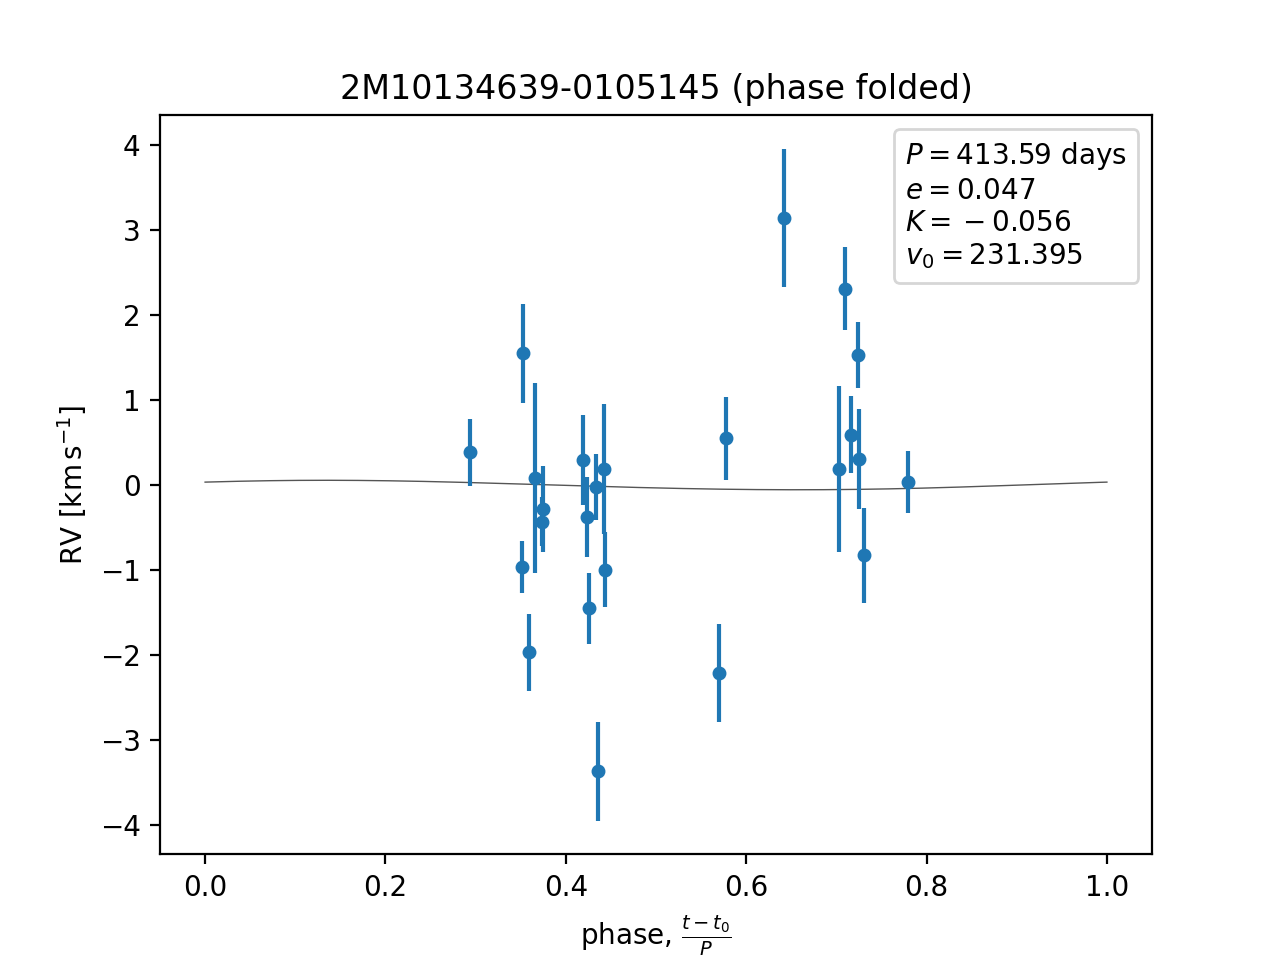 2M10134639-0105145 (phase folded)
P = 413.59 days
e = 0.047
K = −0.056
v₀ = 231.395
4
3
2
1
0
−1
−2
−3
−4
RV [km s⁻¹]
0.0 0.2 0.4 0.6 0.8 1.0
phase, (t − t₀)/P